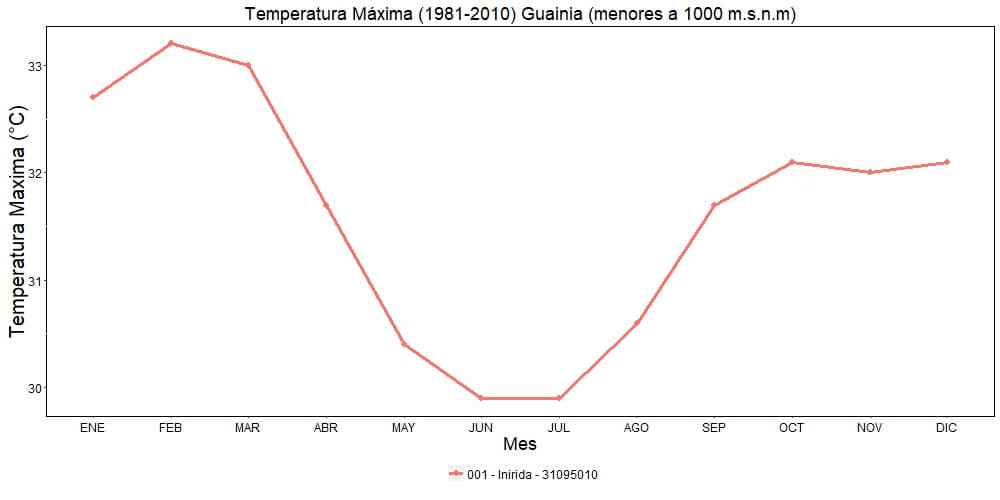 Temperatura Máxima (1981-2010) Guainia (menores a 1000 m.s.n.m)
Temperatura Máxima (°C)
33
32
31
30
ENE FEB MAR ABR MAY JUN JUL AGO SEP OCT NOV DIC
Mes
001 - Inirida - 31095010